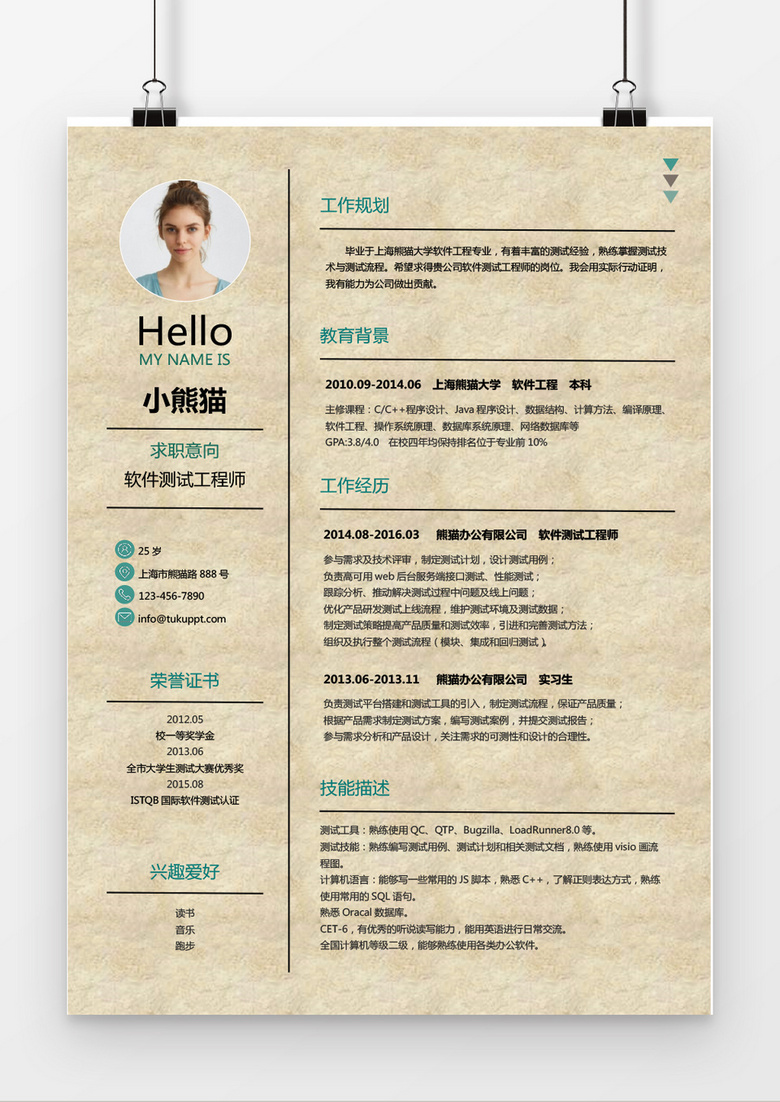 Hello
MY NAME IS
小熊猫
求职意向
软件测试工程师
25 岁
上海市熊猫路 888 号
123-456-7890
info@tukuppt.com
荣誉证书
2012.05
校一等奖学金
2013.06
全市大学生测试大赛优秀奖
2015.08
ISTQB 国际软件测试认证
兴趣爱好
读书
音乐
跑步
工作规划
毕业于上海熊猫大学软件工程专业，有着丰富的测试经验，熟练掌握测试技
术与测试流程。希望求得贵公司软件测试工程师的岗位。我会用实际行动证明，
我有能力为公司做出贡献。
教育背景
2010.09-2014.06 上海熊猫大学 软件工程 本科
主修课程：C/C++程序设计、Java 程序设计、数据结构、计算方法、编译原理、
软件工程、操作系统原理、数据库系统原理、网络数据库等
GPA:3.8/4.0 在校四年均保持排名位于专业前 10%
工作经历
2014.08-2016.03 熊猫办公有限公司 软件测试工程师
参与需求及技术评审，制定测试计划，设计测试用例；
负责高可用 web 后台服务端接口测试、性能测试；
跟踪分析、推动解决测试过程中问题及线上问题；
优化产品研发测试上线流程，维护测试环境及测试数据；
制定测试策略提高产品质量和测试效率，引进和完善测试方法；
组织及执行整个测试流程（模块、集成和回归测试）。
2013.06-2013.11 熊猫办公有限公司 实习生
负责测试平台搭建和测试工具的引入，制定测试流程，保证产品质量；
根据产品需求制定测试方案，编写测试案例，并提交测试报告；
参与需求分析和产品设计，关注需求的可测性和设计的合理性。
技能描述
测试工具：熟练使用 QC、QTP、Bugzilla、LoadRunner8.0 等。
测试技能：熟练编写测试用例、测试计划和相关测试文档，熟练使用 visio 画流
程图。
计算机语言：能够写一些常用的 JS 脚本，熟悉 C++，了解正则表达方式，熟练
使用常用的 SQL 语句。
熟悉 Oracal 数据库。
CET-6，有优秀的听说读写能力，能用英语进行日常交流。
全国计算机等级二级，能够熟练使用各类办公软件。